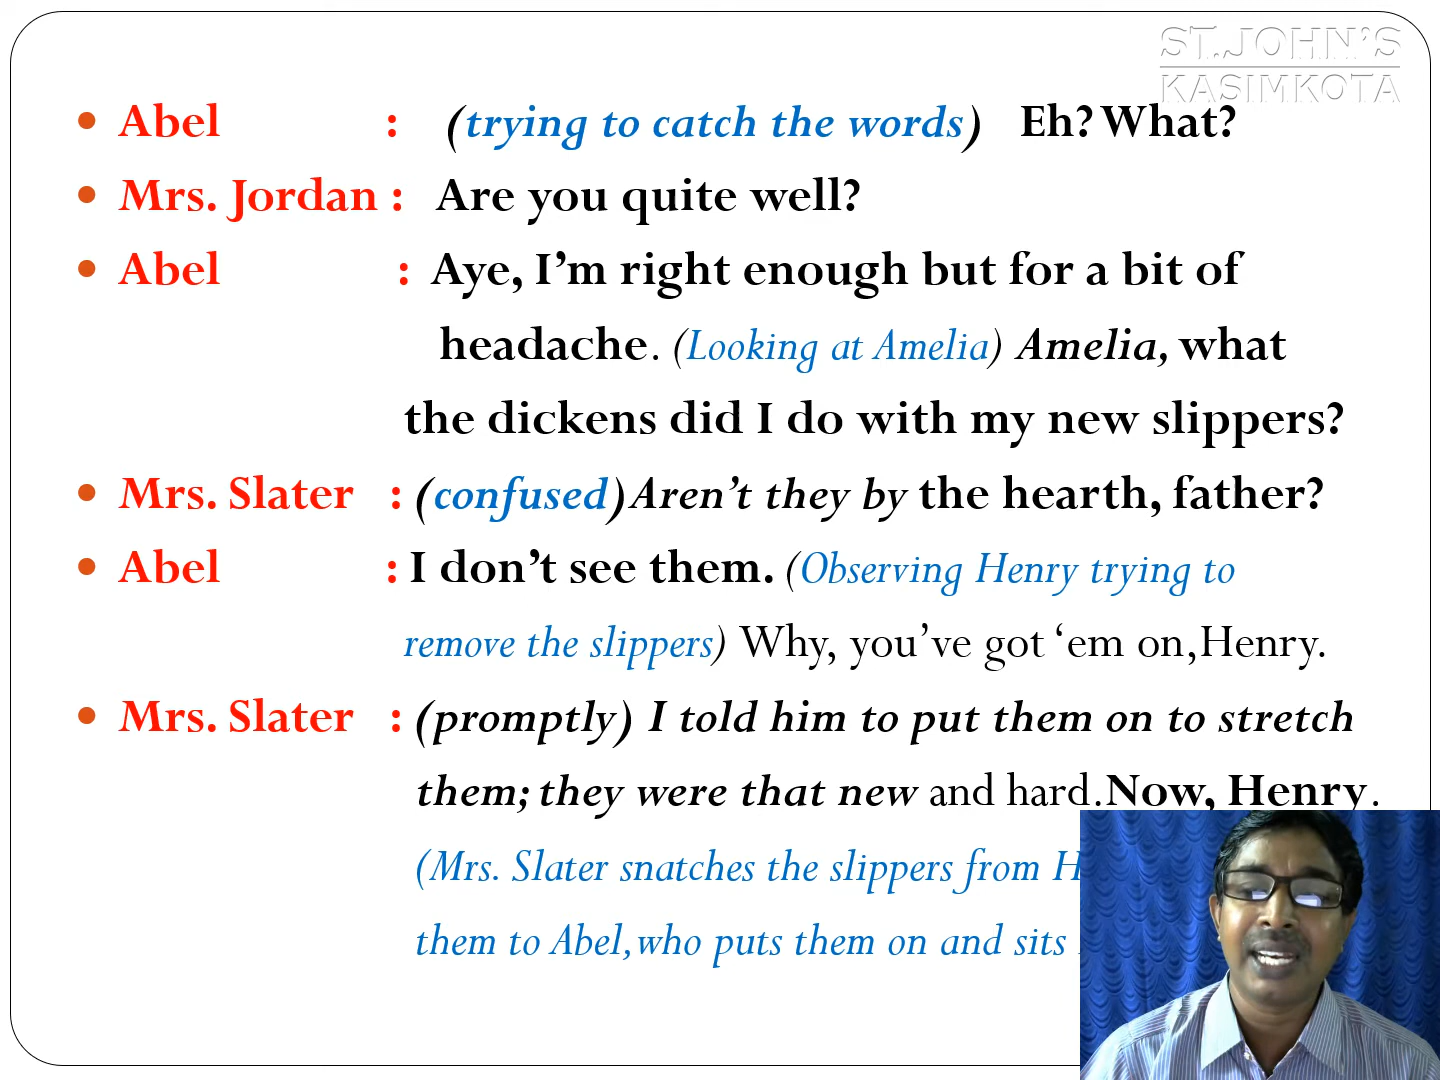 ST.JOHN'S
KASIMKOTA
• Abel : (trying to catch the words) Eh? What?
• Mrs. Jordan : Are you quite well?
• Abel : Aye, I'm right enough but for a bit of
headache. (Looking at Amelia) Amelia, what
the dickens did I do with my new slippers?
• Mrs. Slater : (confused)Aren't they by the hearth, father?
• Abel : I don't see them. (Observing Henry trying to
remove the slippers) Why, you've got 'em on,Henry.
• Mrs. Slater : (promptly) I told him to put them on to stretch
them; they were that new and hard.Now, Henry.
(Mrs. Slater snatches the slippers from
them to Abel,who puts them on and sits